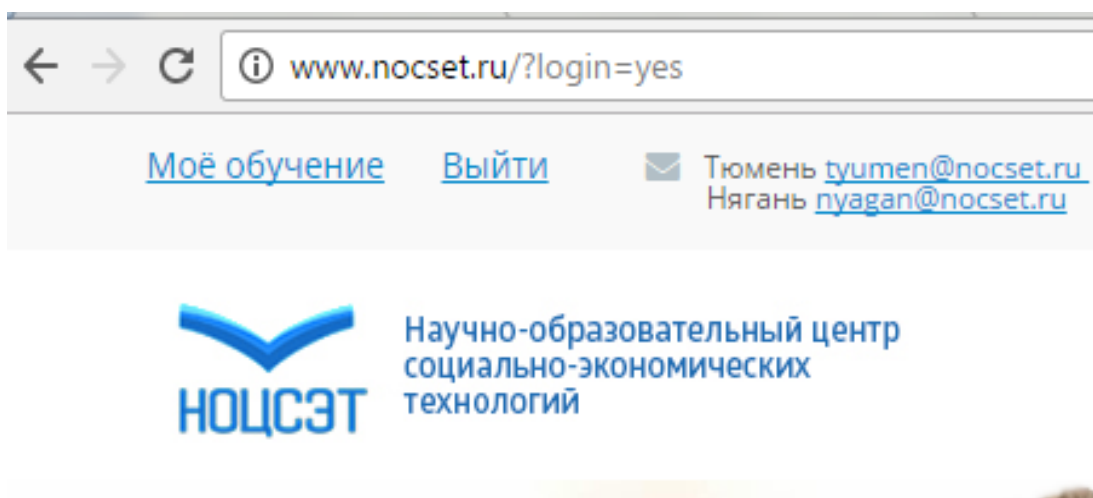 www.nocset.ru/?login=yes
Моё обучение Выйти Тюмень tyumen@nocset.ru
Нягань nyagan@nocset.ru
НОЦСЭТ
Научно-образовательный центр
социально-экономических
технологий